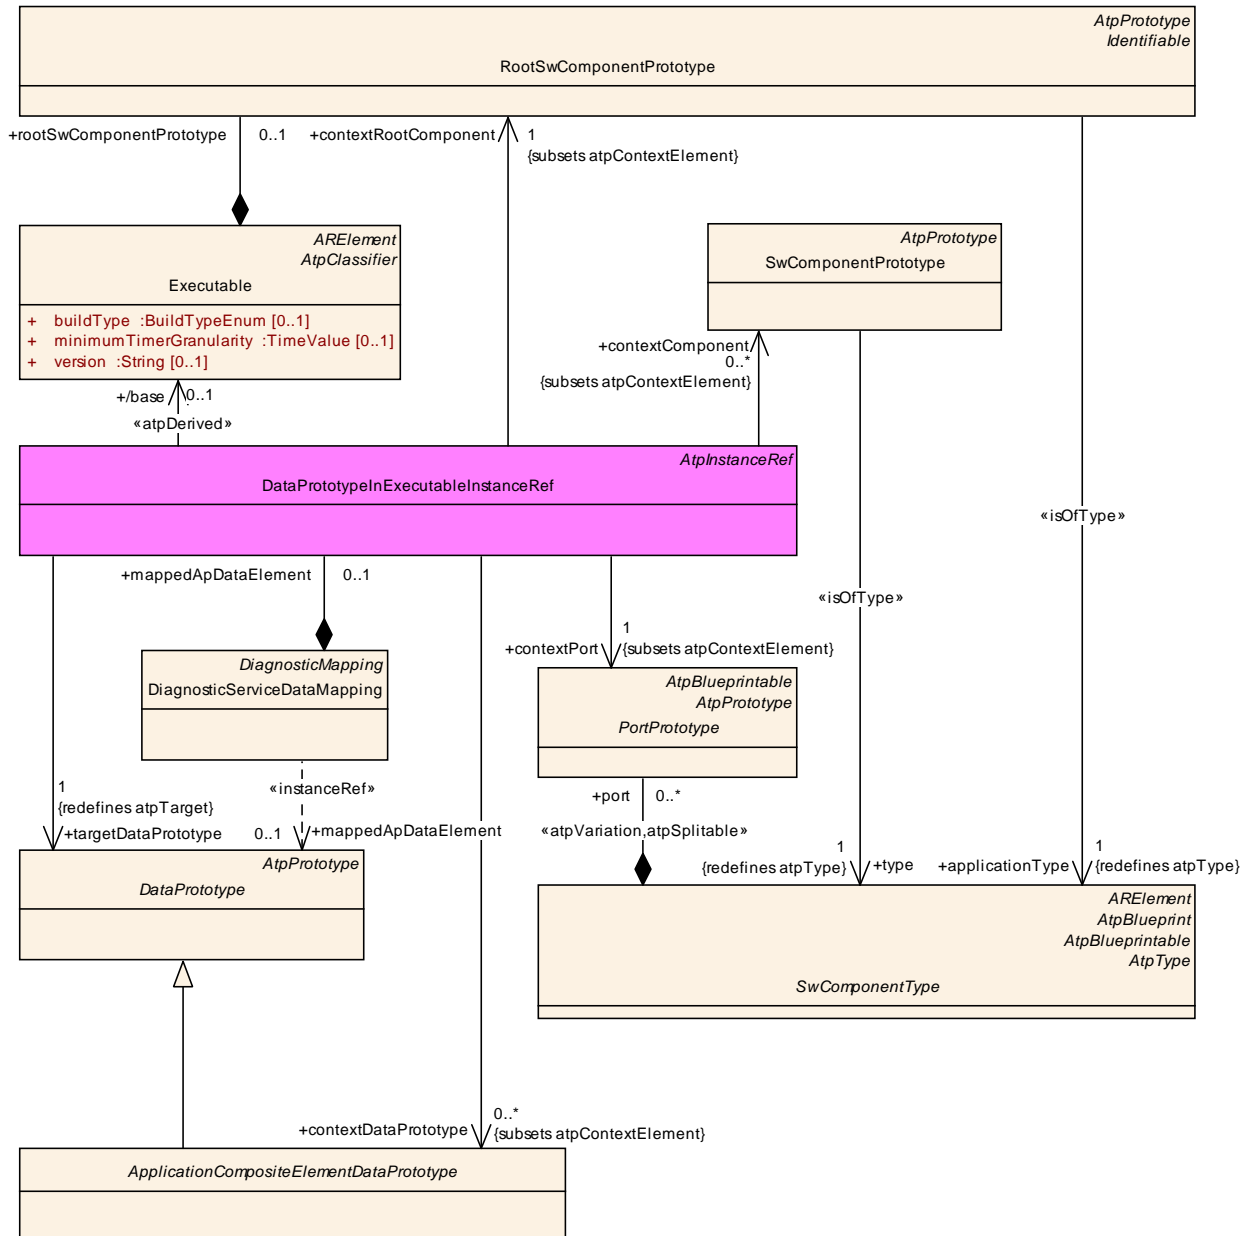 AtpPrototype
Identifiable
RootSwComponentPrototype
+rootSwComponentPrototype
0..1
+contextRootComponent
1
{subsets atpContextElement}
ARElement
AtpClassifier
Executable
+ buildType :BuildTypeEnum [0..1]
+ minimumTimerGranularity :TimeValue [0..1]
+ version :String [0..1]
AtpPrototype
SwComponentPrototype
+contextComponent
0..*
{subsets atpContextElement}
+/base
0..1
«atpDerived»
AtpInstanceRef
DataPrototypeInExecutableInstanceRef
«isOfType»
+mappedApDataElement
0..1
«isOfType»
1
+contextPort
{subsets atpContextElement}
DiagnosticMapping
DiagnosticServiceDataMapping
AtpBlueprintable
AtpPrototype
PortPrototype
«instanceRef»
1
{redefines atpTarget}
+targetDataPrototype
0..1
+mappedApDataElement
+port
0..*
«atpVariation,atpSplitable»
1
{redefines atpType}
+type
+applicationType
1
{redefines atpType}
AtpPrototype
DataPrototype
ARElement
AtpBlueprint
AtpBlueprintable
AtpType
SwComponentType
+contextDataPrototype
0..*
{subsets atpContextElement}
ApplicationCompositeElementDataPrototype